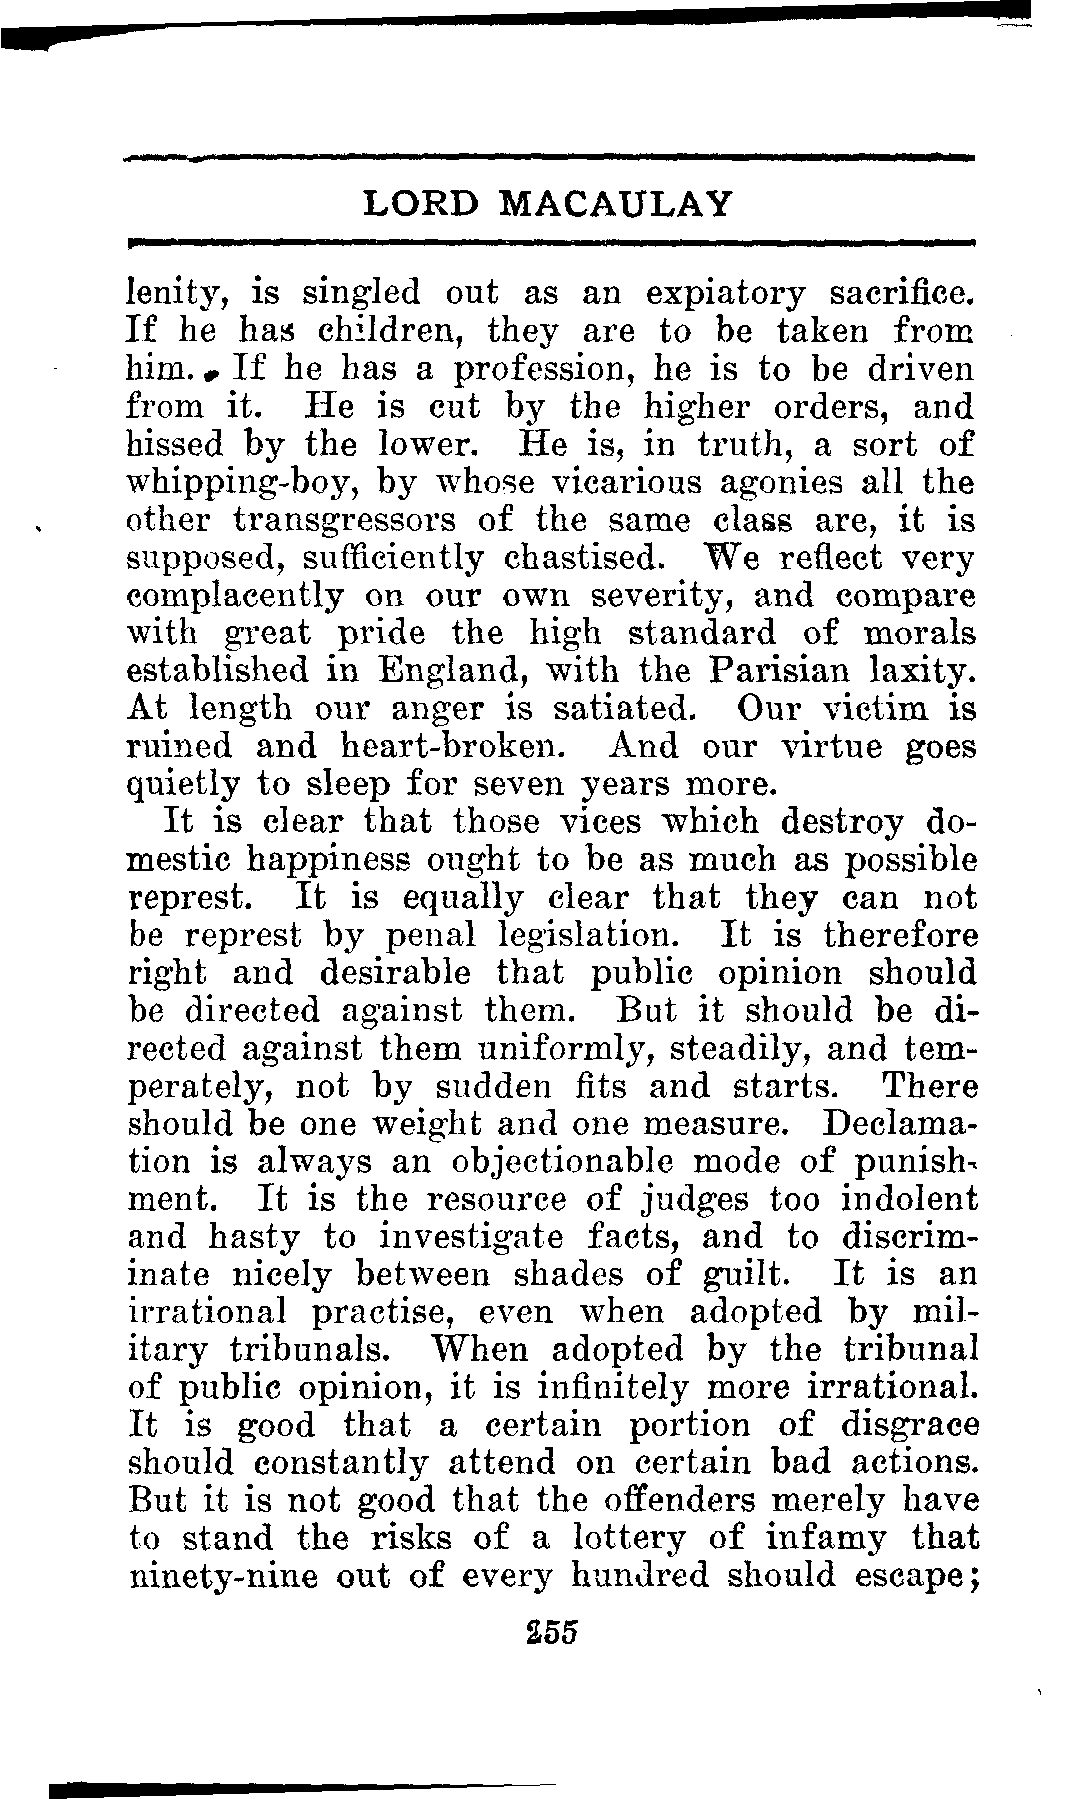 LORD MACAULAY
lenity, is singled out as an expiatory sacrifice.
If he has children, they are to be taken from
him. If he has a profession, he is to be driven
from it. He is cut by the higher orders, and
hissed by the lower. He is, in truth, a sort of
whipping-boy, by whose vicarious agonies all the
other transgressors of the same class are, it is
supposed, sufficiently chastised. We reflect very
complacently on our own severity, and compare
with great pride the high standard of morals
established in England, with the Parisian laxity.
At length our anger is satiated. Our victim is
ruined and heart-broken. And our virtue goes
quietly to sleep for seven years more.
It is clear that those vices which destroy do-
mestic happiness ought to be as much as possible
represt. It is equally clear that they can not
be represt by penal legislation. It is therefore
right and desirable that public opinion should
be directed against them. But it should be di-
rected against them uniformly, steadily, and tem-
perately, not by sudden fits and starts. There
should be one weight and one measure. Declama-
tion is always an objectionable mode of punish-
ment. It is the resource of judges too indolent
and hasty to investigate facts, and to discrim-
inate nicely between shades of guilt. It is an
irrational practise, even when adopted by mil-
itary tribunals. When adopted by the tribunal
of public opinion, it is infinitely more irrational.
It is good that a certain portion of disgrace
should constantly attend on certain bad actions.
But it is not good that the offenders merely have
to stand the risks of a lottery of infamy that
ninety-nine out of every hundred should escape;
255